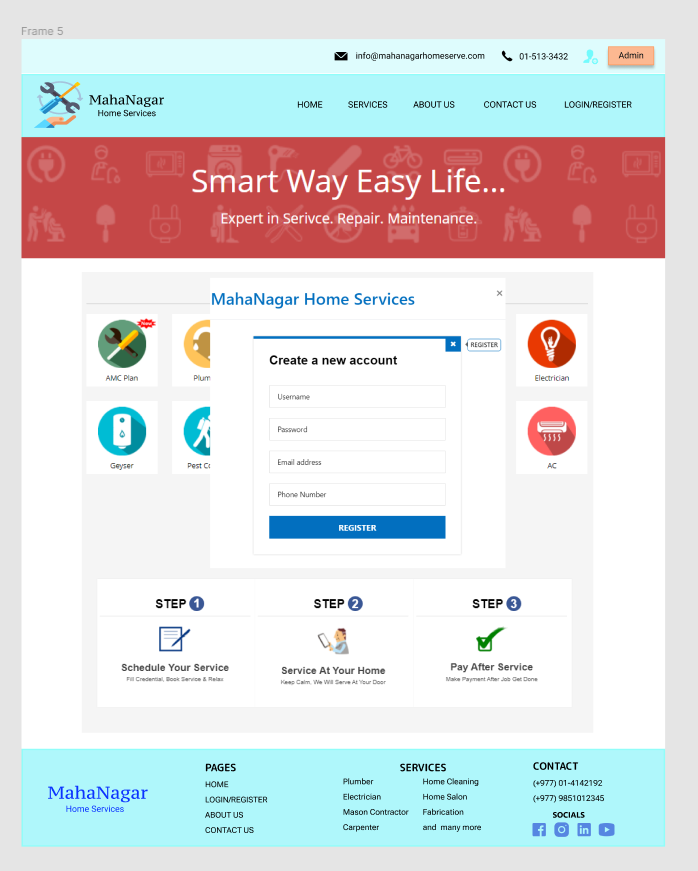 Frame 5
info@mahanagarhomeserve.com 01-513-3432 Admin
MahaNagar
Home Services
HOME SERVICES ABOUT US CONTACT US LOGIN/REGISTER
Smart Way Easy Life...
Expert in Serivce. Repair. Maintenance.
MahaNagar Home Services ×
REGISTER
Create a new account
Username
Password
Email address
Phone Number
REGISTER
AMC Plan Plum Electrician
Geyser Pest Co AC
STEP 1 STEP 2 STEP 3
Schedule Your Service Service At Your Home Pay After Service
Fill Credential, Book Service & Relax Keep Calm, We Will Serve At Your Door Make Payment After Job Get Done
MahaNagar
Home Services
PAGES
HOME
LOGIN/REGISTER
ABOUT US
CONTACT US
SERVICES
Plumber Home Cleaning
Electrician Home Salon
Mason Contractor Fabrication
Carpenter and many more
CONTACT
(+977) 01-4142192
(+977) 9851012345
SOCIALS